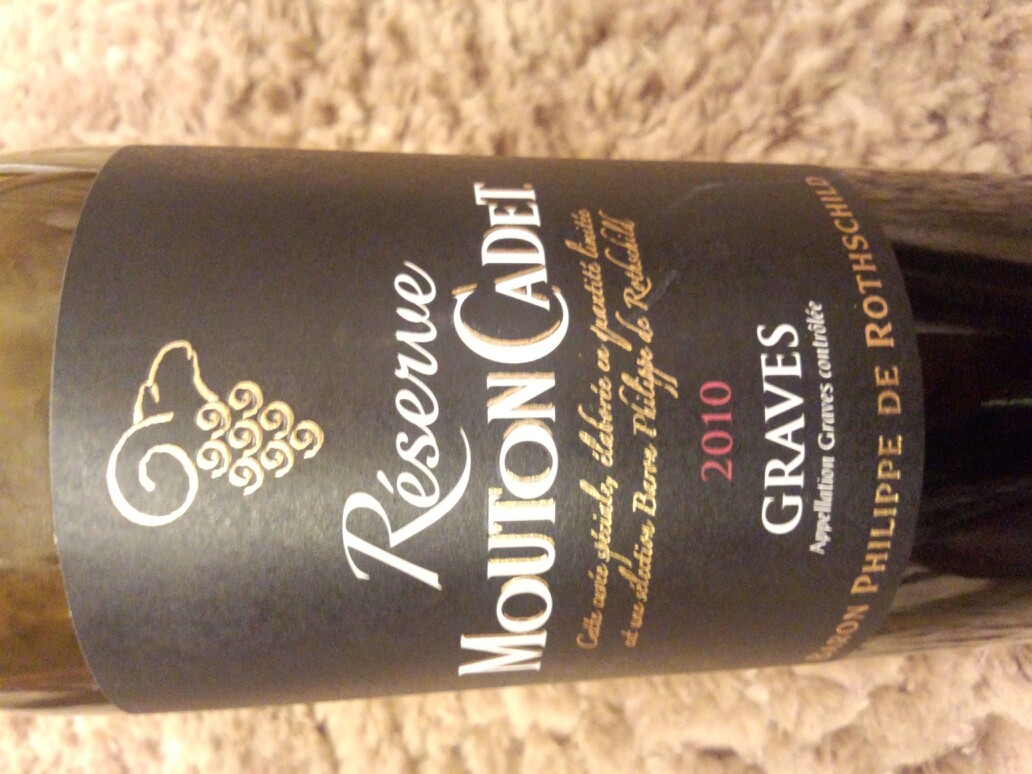 Réserve
MOUTON CADET
Cette cuvée spéciale, élaborée en quantité limitée
est une sélection Baron Philippe de Rothschild
2010
GRAVES
Appellation Graves contrôlée
BARON PHILIPPE DE ROTHSCHILD